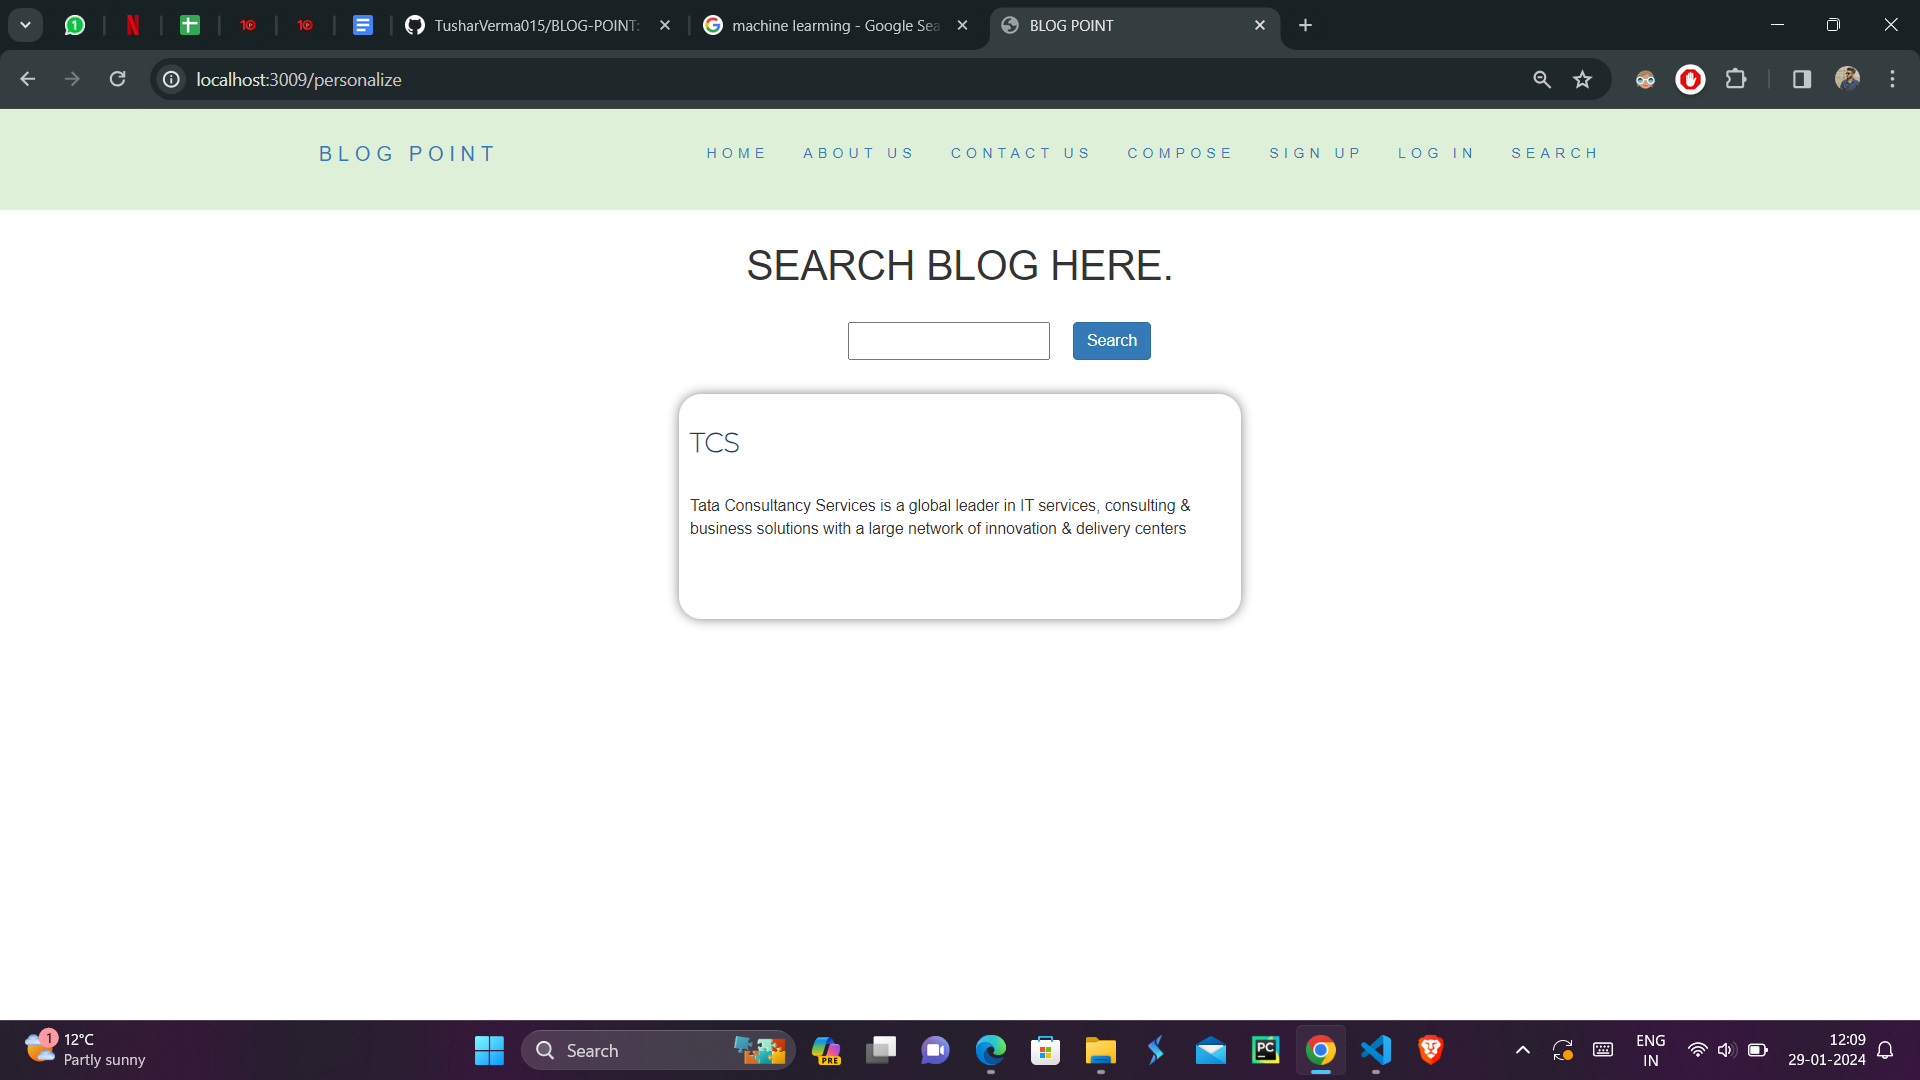 TusharVerma015/BLOG-POINT:
machine learming - Google Sea
BLOG POINT
localhost:3009/personalize
BLOG POINT
HOME ABOUT US CONTACT US COMPOSE SIGN UP LOG IN SEARCH
SEARCH BLOG HERE.
Search
TCS
Tata Consultancy Services is a global leader in IT services, consulting &
business solutions with a large network of innovation & delivery centers
1
12°C
Partly sunny
Search
PRE
PC
ENG
IN
12:09
29-01-2024